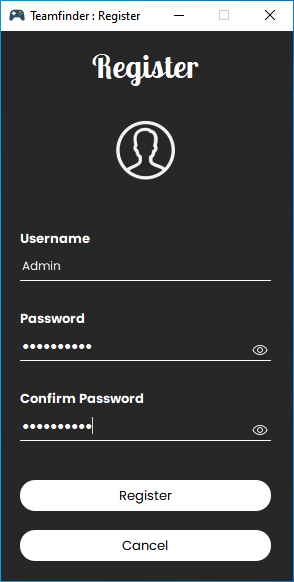 Teamfinder : Register
Register
Username
Admin
Password
••••••••••
Confirm Password
••••••••••
Register
Cancel